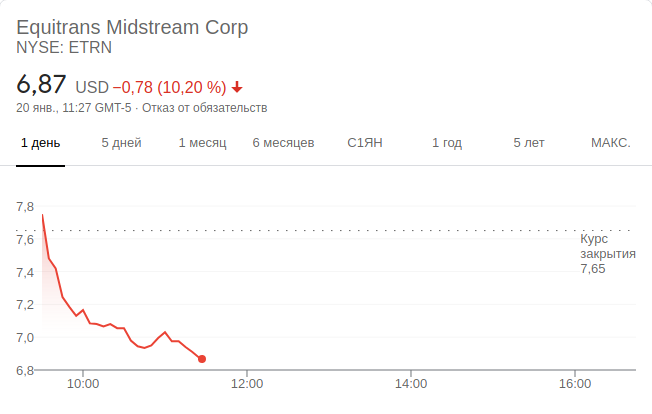 Equitrans Midstream Corp
NYSE: ETRN
6,87 USD −0,78 (10,20 %)
20 янв., 11:27 GMT-5 · Отказ от обязательств
1 день 5 дней 1 месяц 6 месяцев С1ЯН 1 год 5 лет МАКС.
7,8
7,6
7,4
7,2
7,0
6,8
Курс
закрытия
7,65
10:00 12:00 14:00 16:00